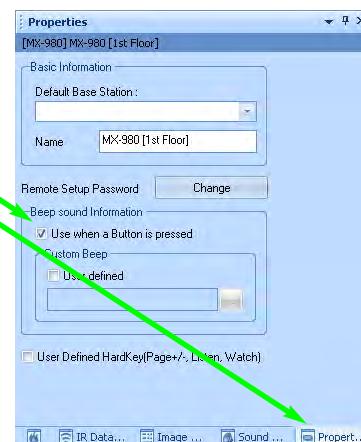 Properties
[MX-980] MX-980 [1st Floor]
Basic Information
Default Base Station :
Name MX-980 [1st Floor]
Remote Setup Password Change
Beep sound Information
Use when a Button is pressed
Custom Beep
User defined
User Defined HardKey(Page+/-, Listen, Watch)
IR Data... Image ... Sound ... Propert...